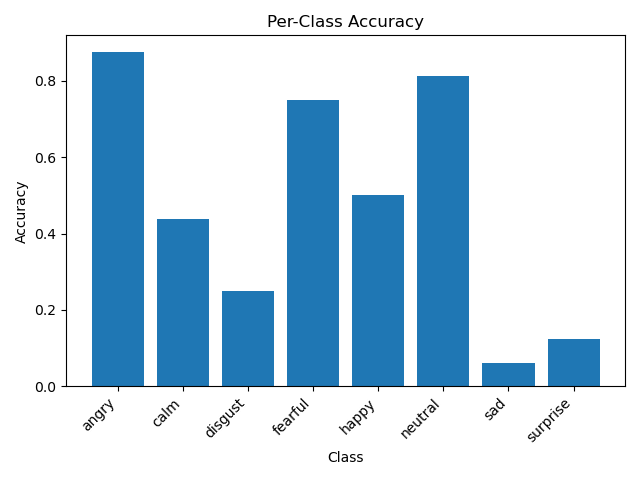 Per-Class Accuracy
Accuracy
0.8
0.6
0.4
0.2
0.0
angry
calm
disgust
fearful
happy
neutral
sad
surprise
Class